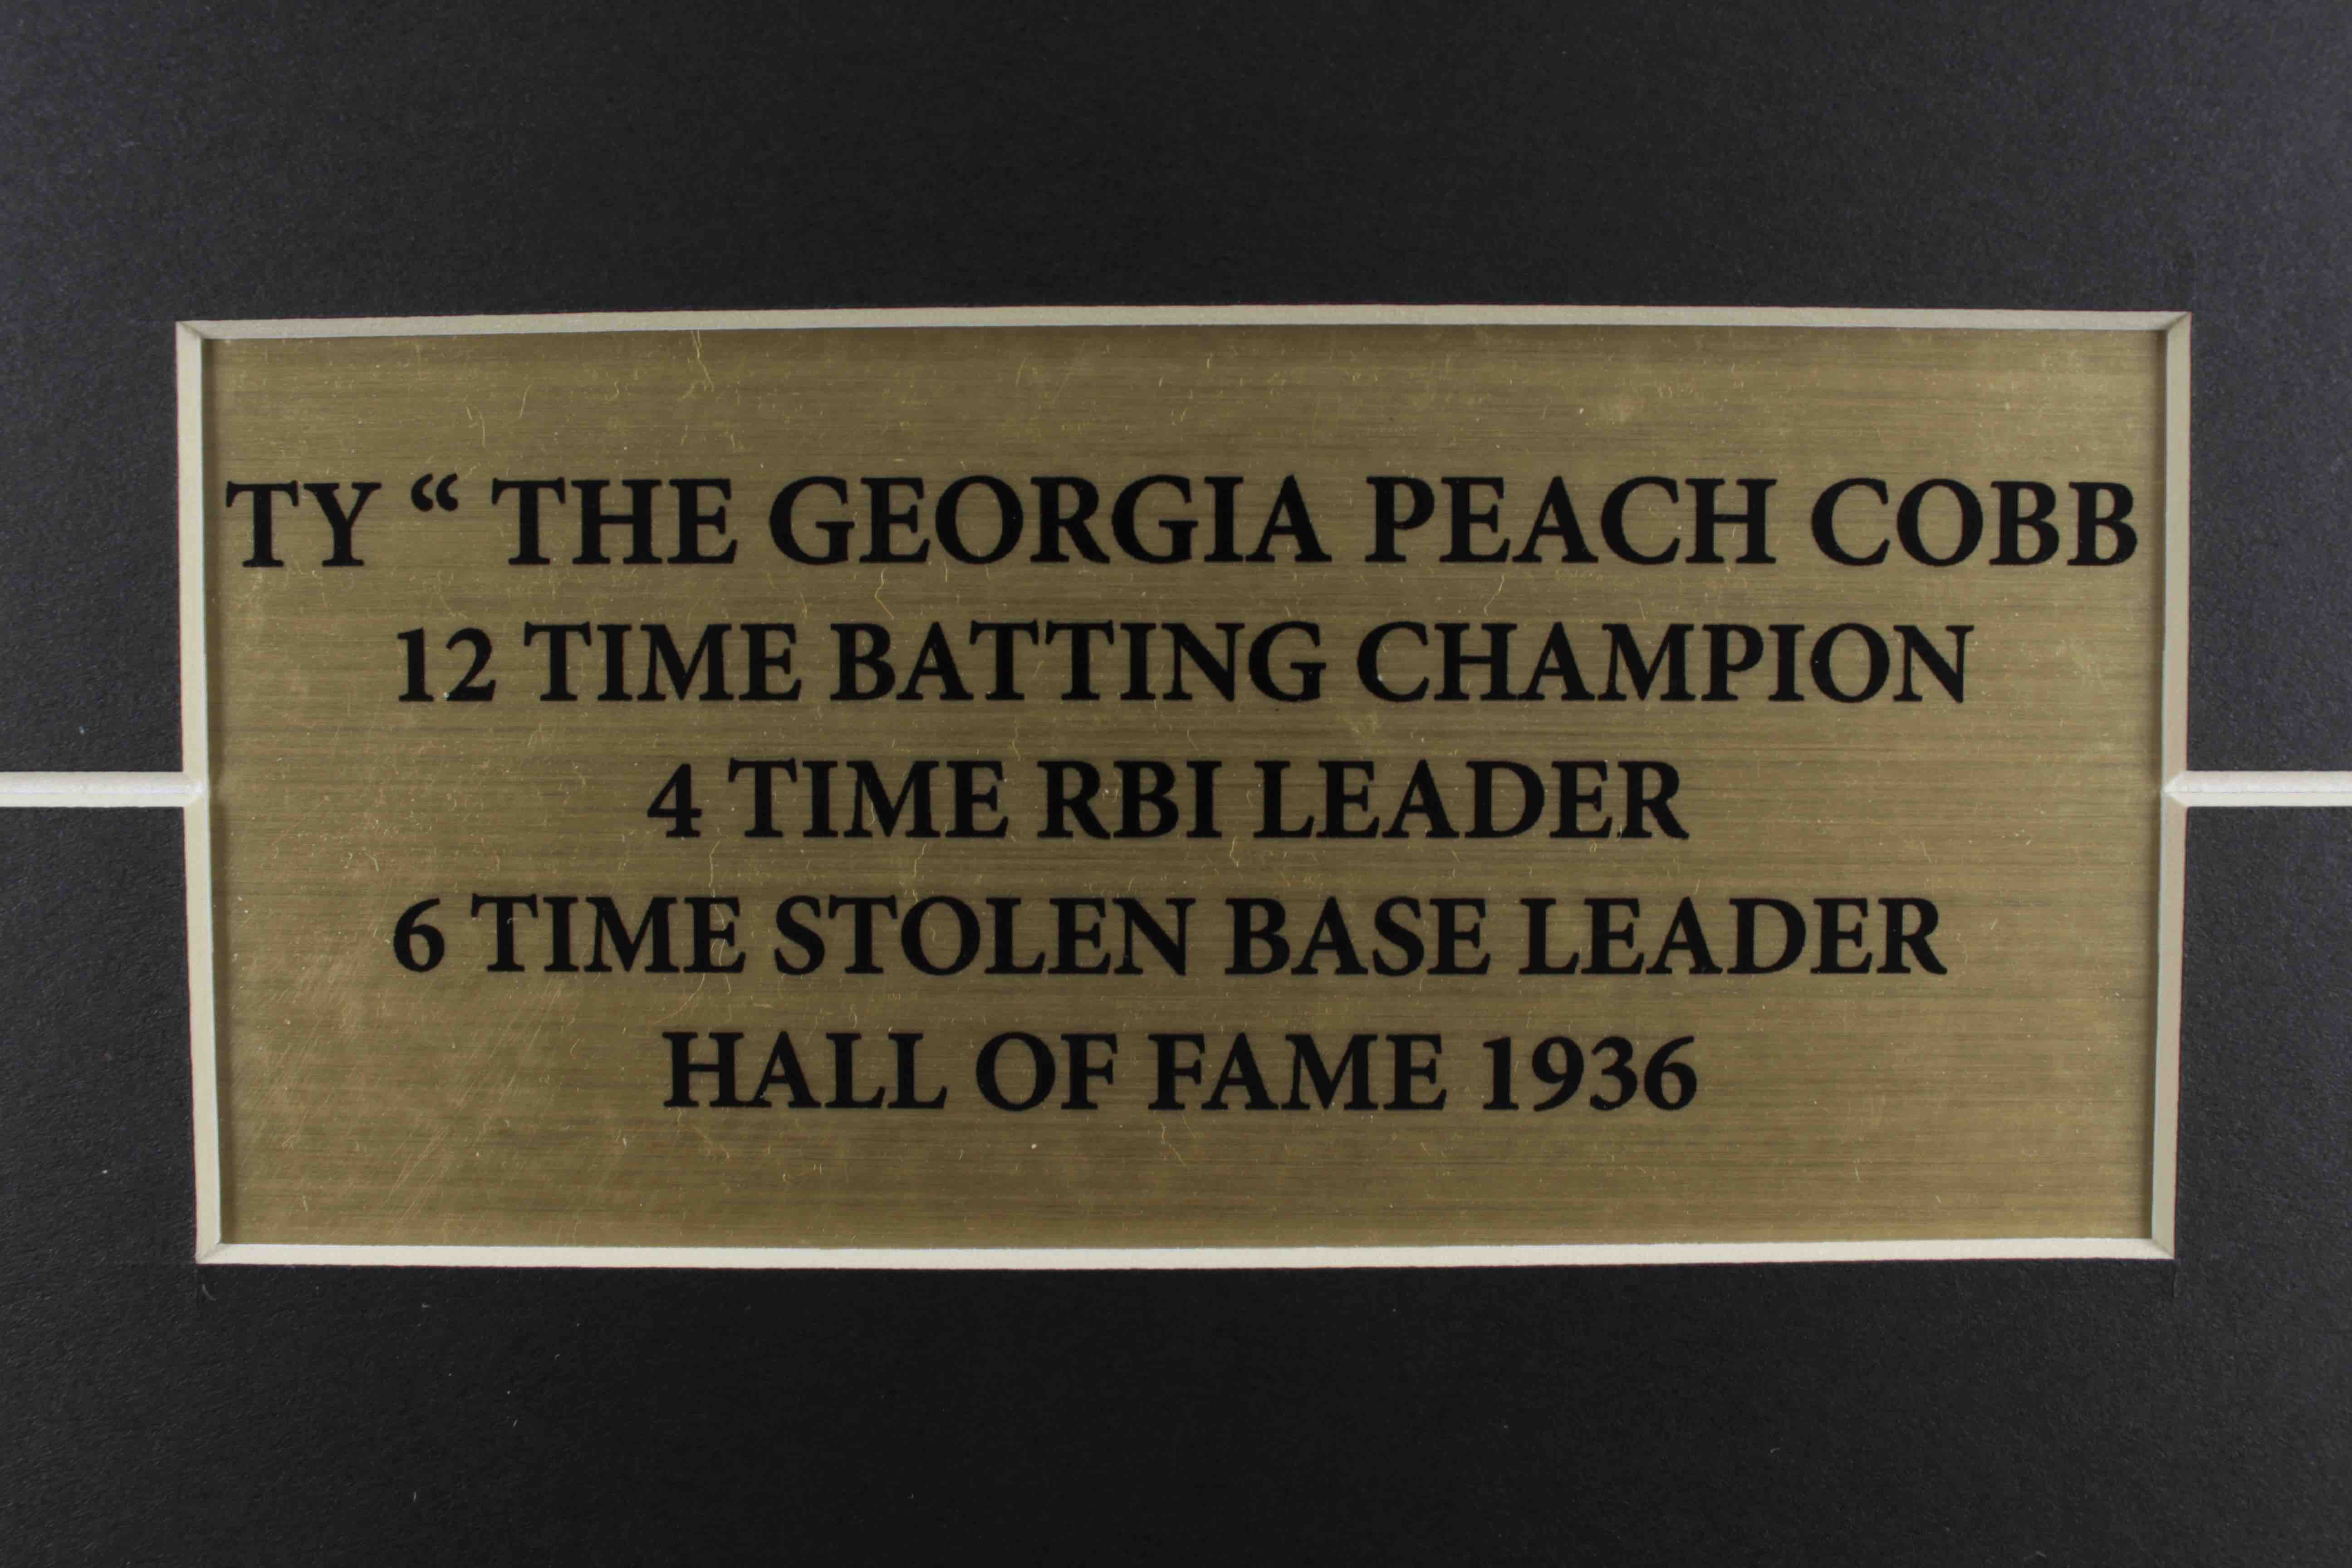 TY “ THE GEORGIA PEACH COBB
12 TIME BATTING CHAMPION
4 TIME RBI LEADER
6 TIME STOLEN BASE LEADER
HALL OF FAME 1936